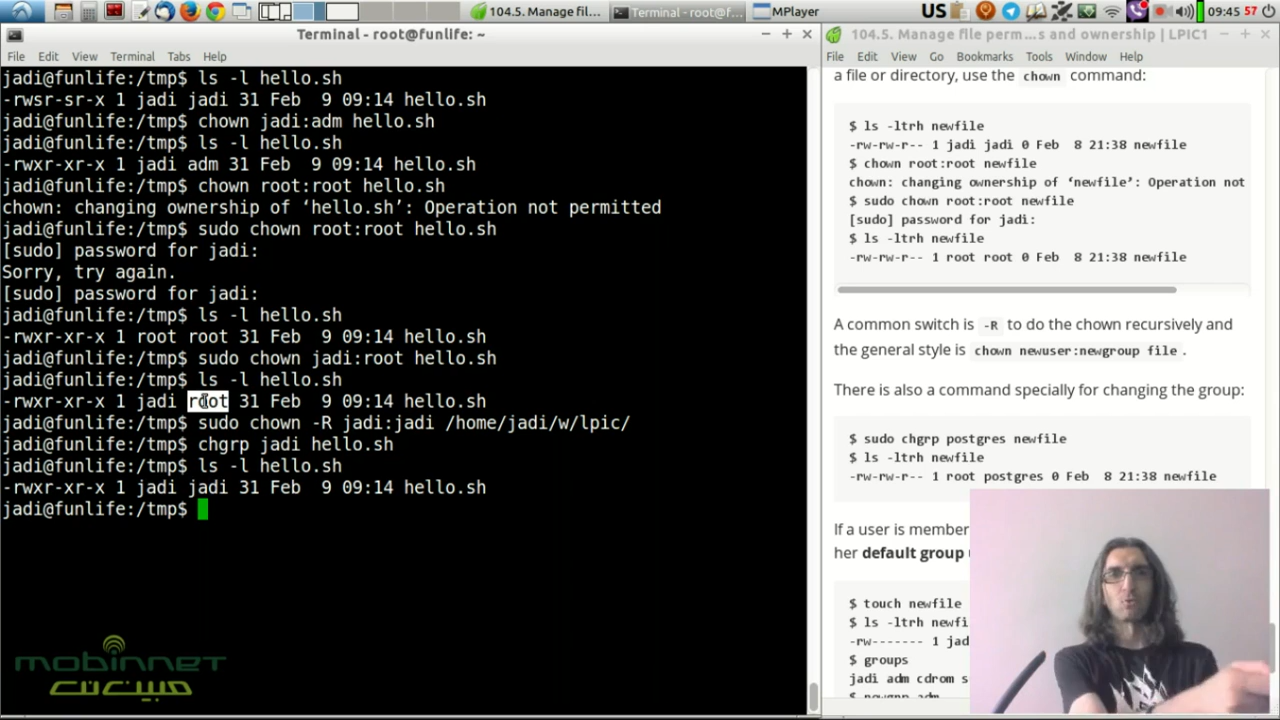 104.5. Manage fil...
Terminal - root@f...
MPlayer
US
09:45 57
Terminal - root@funlife: ~
File Edit View Terminal Tabs Help
jadi@funlife:/tmp$ ls -l hello.sh
-rwsr-sr-x 1 jadi jadi 31 Feb  9 09:14 hello.sh
jadi@funlife:/tmp$ chown jadi:adm hello.sh
jadi@funlife:/tmp$ ls -l hello.sh
-rwxr-xr-x 1 jadi adm 31 Feb  9 09:14 hello.sh
jadi@funlife:/tmp$ chown root:root hello.sh
chown: changing ownership of ‘hello.sh’: Operation not permitted
jadi@funlife:/tmp$ sudo chown root:root hello.sh
[sudo] password for jadi:
Sorry, try again.
[sudo] password for jadi:
jadi@funlife:/tmp$ ls -l hello.sh
-rwxr-xr-x 1 root root 31 Feb  9 09:14 hello.sh
jadi@funlife:/tmp$ sudo chown jadi:root hello.sh
jadi@funlife:/tmp$ ls -l hello.sh
-rwxr-xr-x 1 jadi root 31 Feb  9 09:14 hello.sh
jadi@funlife:/tmp$ sudo chown -R jadi:jadi /home/jadi/w/lpic/
jadi@funlife:/tmp$ chgrp jadi hello.sh
jadi@funlife:/tmp$ ls -l hello.sh
-rwxr-xr-x 1 jadi jadi 31 Feb  9 09:14 hello.sh
jadi@funlife:/tmp$
mobinnet
مبین نت
104.5. Manage file perm...s and ownership | LPIC1
File Edit View Go Bookmarks Tools Window Help
a file or directory, use the chown command:
$ ls -ltrh newfile
-rw-rw-r-- 1 jadi jadi 0 Feb  8 21:38 newfile
$ chown root:root newfile
chown: changing ownership of ‘newfile’: Operation not
$ sudo chown root:root newfile
[sudo] password for jadi:
$ ls -ltrh newfile
-rw-rw-r-- 1 root root 0 Feb  8 21:38 newfile
A common switch is -R to do the chown recursively and
the general style is chown newuser:newgroup file.
There is also a command specially for changing the group:
$ sudo chgrp postgres newfile
$ ls -ltrh newfile
-rw-rw-r-- 1 root postgres 0 Feb  8 21:38 newfile
If a user is member
her default group
$ touch newfile
$ ls -ltrh newfi
-rw------- 1 jad
$ groups
jadi adm cdrom s
$ newgrp adm